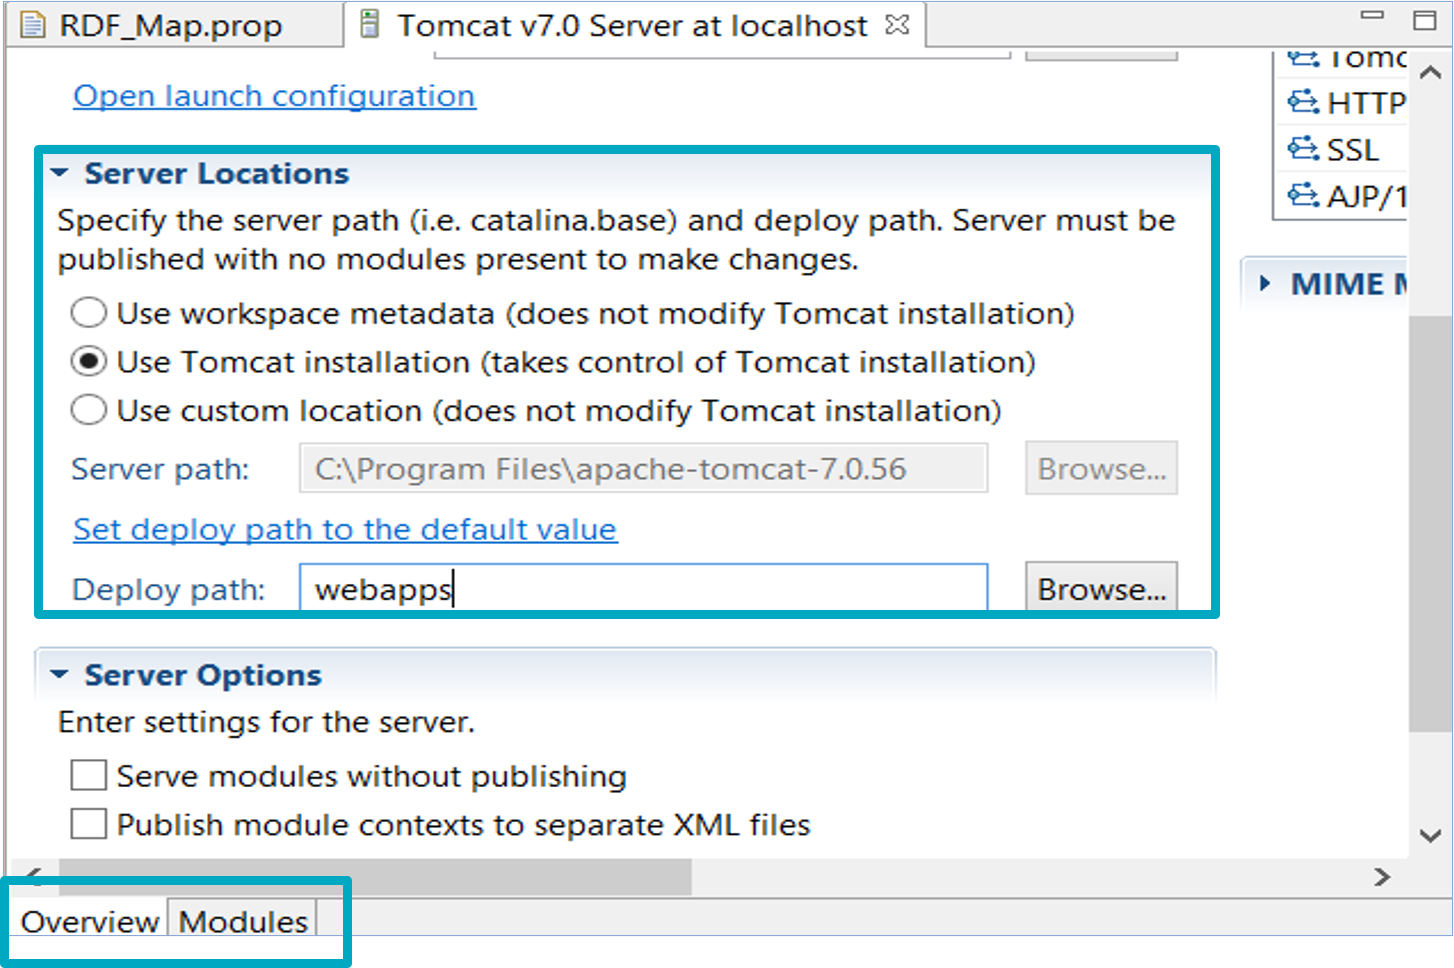 RDF_Map.prop
Tomcat v7.0 Server at localhost
Open launch configuration
Server Locations
Specify the server path (i.e. catalina.base) and deploy path. Server must be
published with no modules present to make changes.
Use workspace metadata (does not modify Tomcat installation)
Use Tomcat installation (takes control of Tomcat installation)
Use custom location (does not modify Tomcat installation)
Server path: C:\Program Files\apache-tomcat-7.0.56 Browse...
Set deploy path to the default value
Deploy path: webapps Browse...
Server Options
Enter settings for the server.
Serve modules without publishing
Publish module contexts to separate XML files
Tomc
HTTP
SSL
AJP/1
MIME M
Overview
Modules